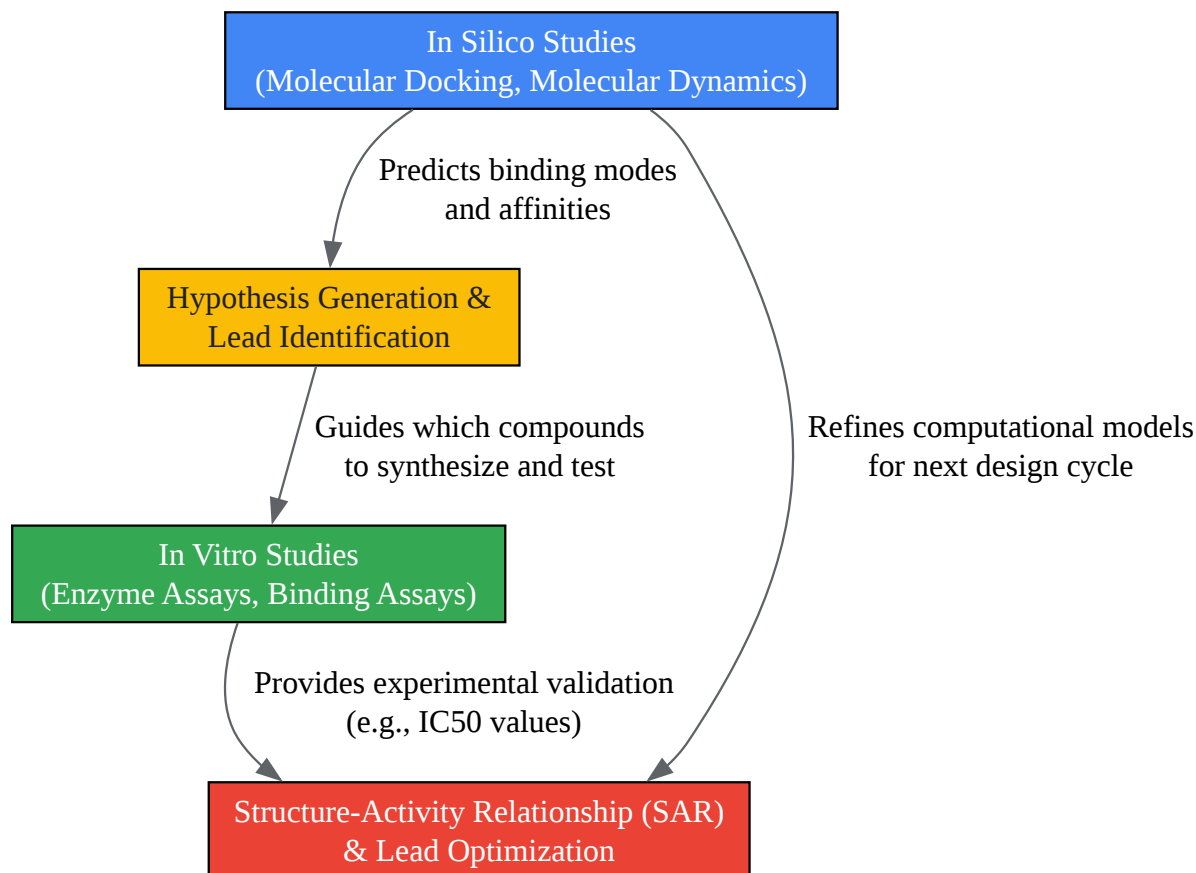 In Silico Studies
(Molecular Docking, Molecular Dynamics)
Predicts binding modes
and affinities
Hypothesis Generation &
Lead Identification
Guides which compounds
to synthesize and test
Refines computational models
for next design cycle
In Vitro Studies
(Enzyme Assays, Binding Assays)
Provides experimental validation
(e.g., IC50 values)
Structure-Activity Relationship (SAR)
& Lead Optimization